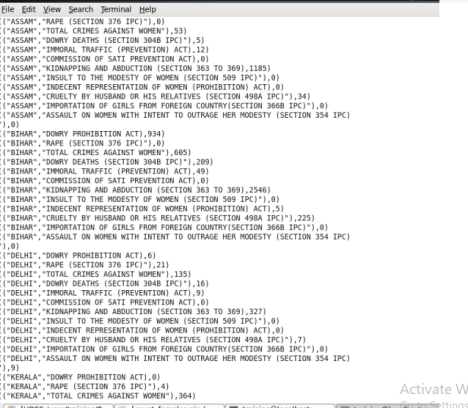 File Edit View Search Terminal Help
(("ASSAM","RAPE (SECTION 376 IPC)"),0)
(("ASSAM","TOTAL CRIMES AGAINST WOMEN"),53)
(("ASSAM","DOWRY DEATHS (SECTION 304B IPC)"),5)
(("ASSAM","IMMORAL TRAFFIC (PREVENTION) ACT),12)
(("ASSAM","COMMISSION OF SATI PREVENTION ACT),0)
(("ASSAM","KIDNAPPING AND ABDUCTION (SECTION 363 TO 369),1185)
(("ASSAM","INSULT TO THE MODESTY OF WOMEN (SECTION 509 IPC)"),0)
(("ASSAM","INDECENT REPRESENTATION OF WOMEN (PROHIBITION) ACT),0)
(("ASSAM","CRUELTY BY HUSBAND OR HIS RELATIVES (SECTION 498A IPC)"),34)
(("ASSAM","IMPORTATION OF GIRLS FROM FOREIGN COUNTRY(SECTION 366B IPC)"),0)
(("ASSAM","ASSAULT ON WOMEN WITH INTENT TO OUTRAGE HER MODESTY (SECTION 354 IPC)
"),0)
(("BIHAR","DOWRY PROHIBITION ACT),934)
(("BIHAR","RAPE (SECTION 376 IPC)"),0)
(("BIHAR","TOTAL CRIMES AGAINST WOMEN"),605)
(("BIHAR","DOWRY DEATHS (SECTION 304B IPC)"),209)
(("BIHAR","IMMORAL TRAFFIC (PREVENTION) ACT),49)
(("BIHAR","COMMISSION OF SATI PREVENTION ACT),0)
(("BIHAR","KIDNAPPING AND ABDUCTION (SECTION 363 TO 369),2546)
(("BIHAR","INSULT TO THE MODESTY OF WOMEN (SECTION 509 IPC)"),0)
(("BIHAR","INDECENT REPRESENTATION OF WOMEN (PROHIBITION) ACT),5)
(("BIHAR","CRUELTY BY HUSBAND OR HIS RELATIVES (SECTION 498A IPC)"),225)
(("BIHAR","IMPORTATION OF GIRLS FROM FOREIGN COUNTRY(SECTION 366B IPC)"),0)
(("BIHAR","ASSAULT ON WOMEN WITH INTENT TO OUTRAGE HER MODESTY (SECTION 354 IPC)
"),0)
(("DELHI","DOWRY PROHIBITION ACT),6)
(("DELHI","RAPE (SECTION 376 IPC)"),21)
(("DELHI","TOTAL CRIMES AGAINST WOMEN"),135)
(("DELHI","DOWRY DEATHS (SECTION 304B IPC)"),16)
(("DELHI","IMMORAL TRAFFIC (PREVENTION) ACT),9)
(("DELHI","COMMISSION OF SATI PREVENTION ACT),0)
(("DELHI","KIDNAPPING AND ABDUCTION (SECTION 363 TO 369),327)
(("DELHI","INSULT TO THE MODESTY OF WOMEN (SECTION 509 IPC)"),0)
(("DELHI","INDECENT REPRESENTATION OF WOMEN (PROHIBITION) ACT),0)
(("DELHI","CRUELTY BY HUSBAND OR HIS RELATIVES (SECTION 498A IPC)"),7)
(("DELHI","IMPORTATION OF GIRLS FROM FOREIGN COUNTRY(SECTION 366B IPC)"),0)
(("DELHI","ASSAULT ON WOMEN WITH INTENT TO OUTRAGE HER MODESTY (SECTION 354 IPC)
"),9)
(("KERALA","DOWRY PROHIBITION ACT),0)
(("KERALA","RAPE (SECTION 376 IPC)"),4)
(("KERALA","TOTAL CRIMES AGAINST WOMEN"),364)
Activate W